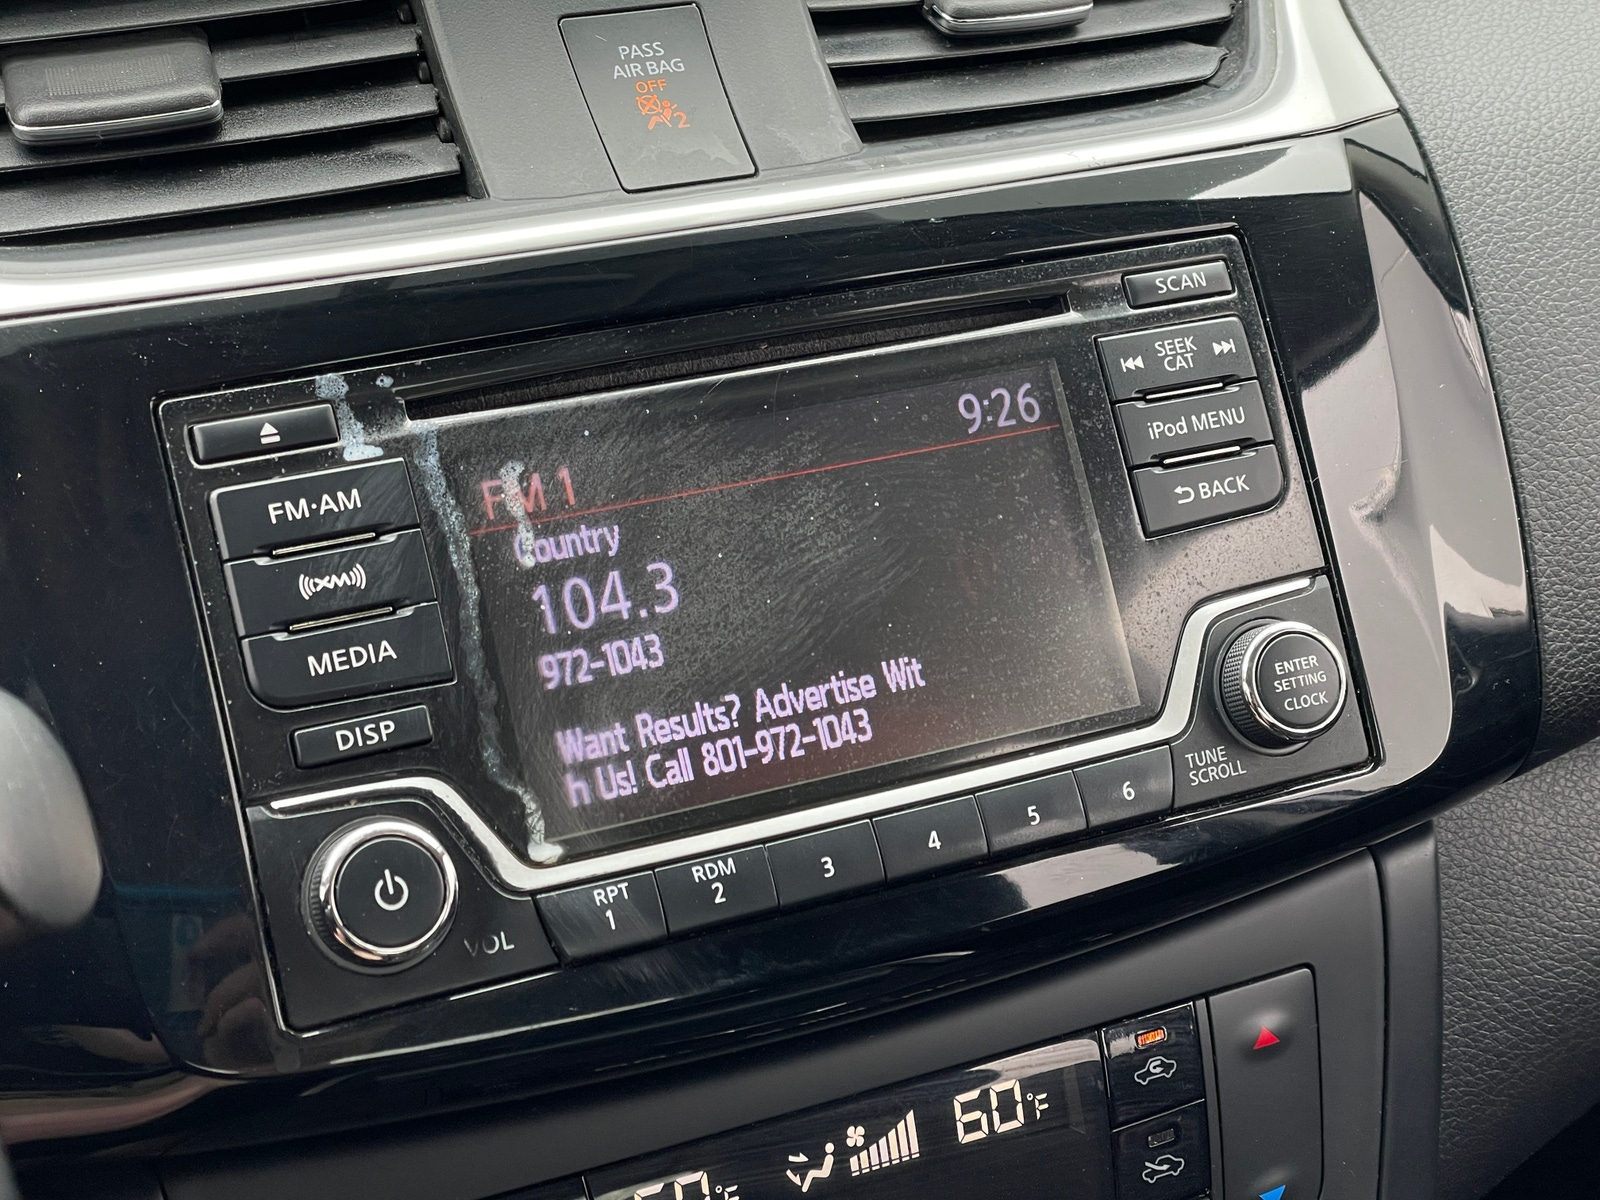 PASS
AIR BAG
OFF
2
SCAN
SEEK
CAT
iPod MENU
BACK
FM·AM
((XM))
MEDIA
DISP
9:26
FM 1
Country
104.3
972-1043
Want Results? Advertise Wit
h Us! Call 801-972-1043
ENTER
SETTING
CLOCK
TUNE
SCROLL
VOL
RPT
1
RDM
2
3
4
5
6
60°F
60°F